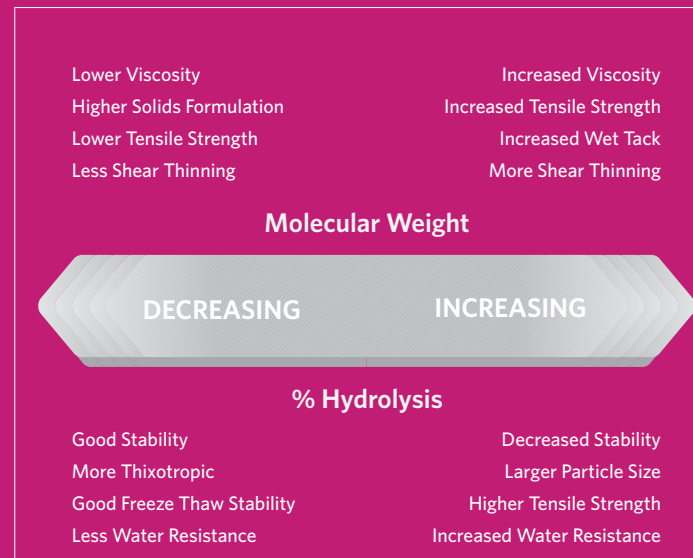 Lower Viscosity
Higher Solids Formulation
Lower Tensile Strength
Less Shear Thinning
Increased Viscosity
Increased Tensile Strength
Increased Wet Tack
More Shear Thinning
Molecular Weight
DECREASING
INCREASING
% Hydrolysis
Good Stability
More Thixotropic
Good Freeze Thaw Stability
Less Water Resistance
Decreased Stability
Larger Particle Size
Higher Tensile Strength
Increased Water Resistance